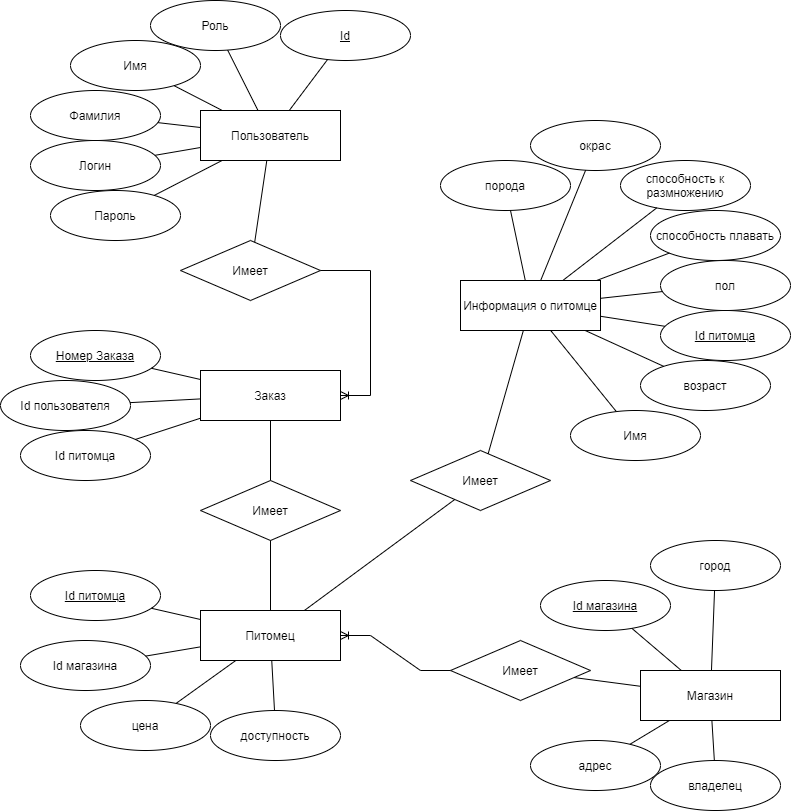 Роль
Id
Имя
Фамилия
Логин
Пароль
Пользователь
Имеет
окрас
порода
способность к
размножению
способность плавать
пол
Id питомца
возраст
Имя
Информация о питомце
Номер Заказа
Id пользователя
Id питомца
Заказ
Имеет
Имеет
Id питомца
Id магазина
цена
доступность
Питомец
Имеет
город
Id магазина
Магазин
адрес
владелец